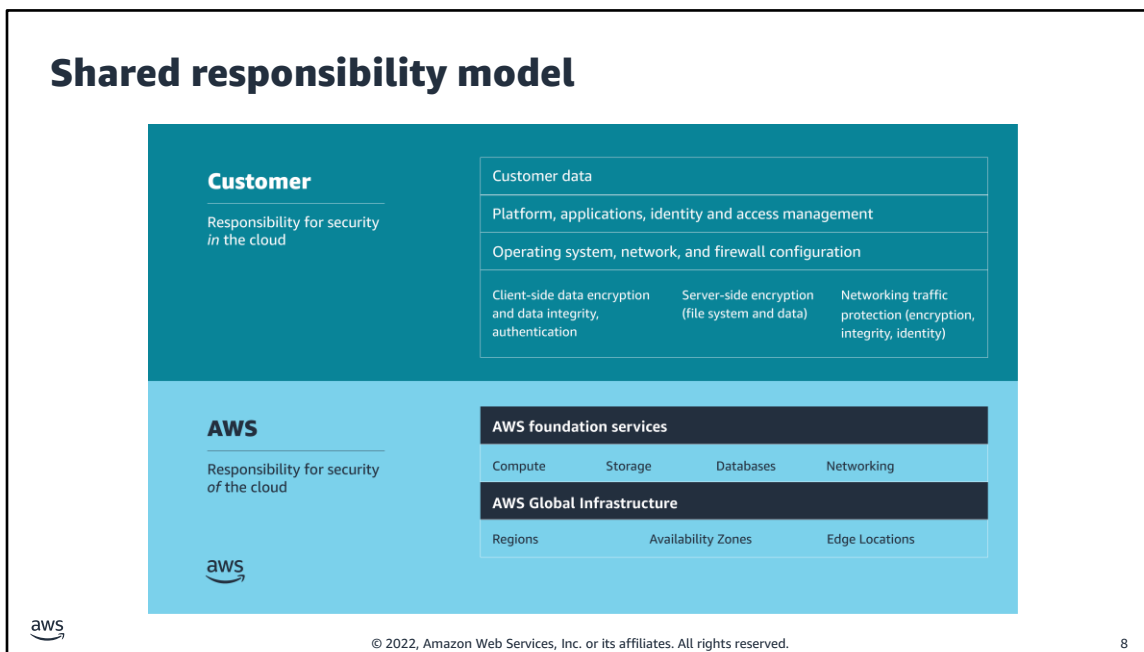 Shared responsibility model
Customer
Responsibility for security
in the cloud
Customer data
Platform, applications, identity and access management
Operating system, network, and firewall configuration
Client-side data encryption
and data integrity,
authentication
Server-side encryption
(file system and data)
Networking traffic
protection (encryption,
integrity, identity)
AWS
Responsibility for security
of the cloud
AWS foundation services
Compute Storage Databases Networking
AWS Global Infrastructure
Regions Availability Zones Edge Locations
aws
aws
© 2022, Amazon Web Services, Inc. or its affiliates. All rights reserved.
8